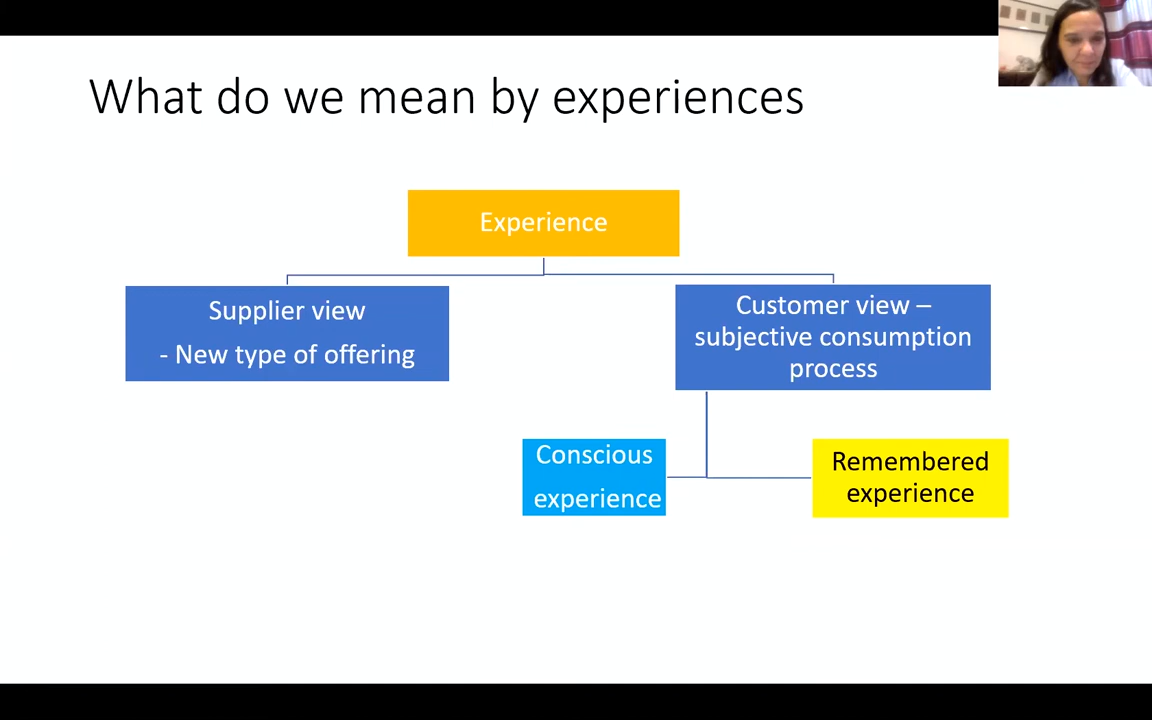 What do we mean by experiences
Experience
Supplier view
- New type of offering
Customer view –
subjective consumption
process
Conscious
experience
Remembered
experience